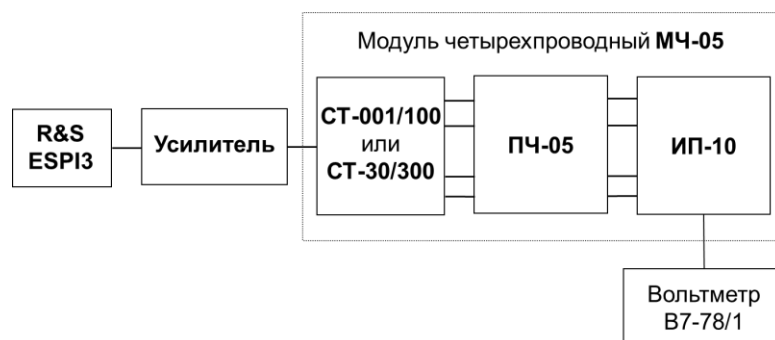 Модуль четырехпроводный МЧ-05
R&S
ESPI3
Усилитель
СТ-001/100
или
СТ-30/300
ПЧ-05
ИП-10
Вольтметр
В7-78/1